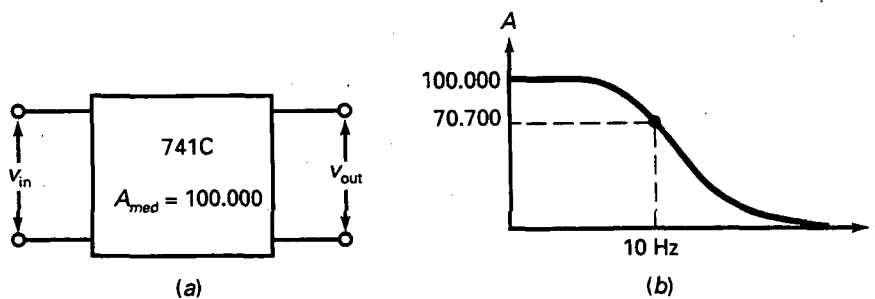 741C
A_med = 100.000
v_in
v_out
(a)
A
100.000
70.700
10 Hz
(b)